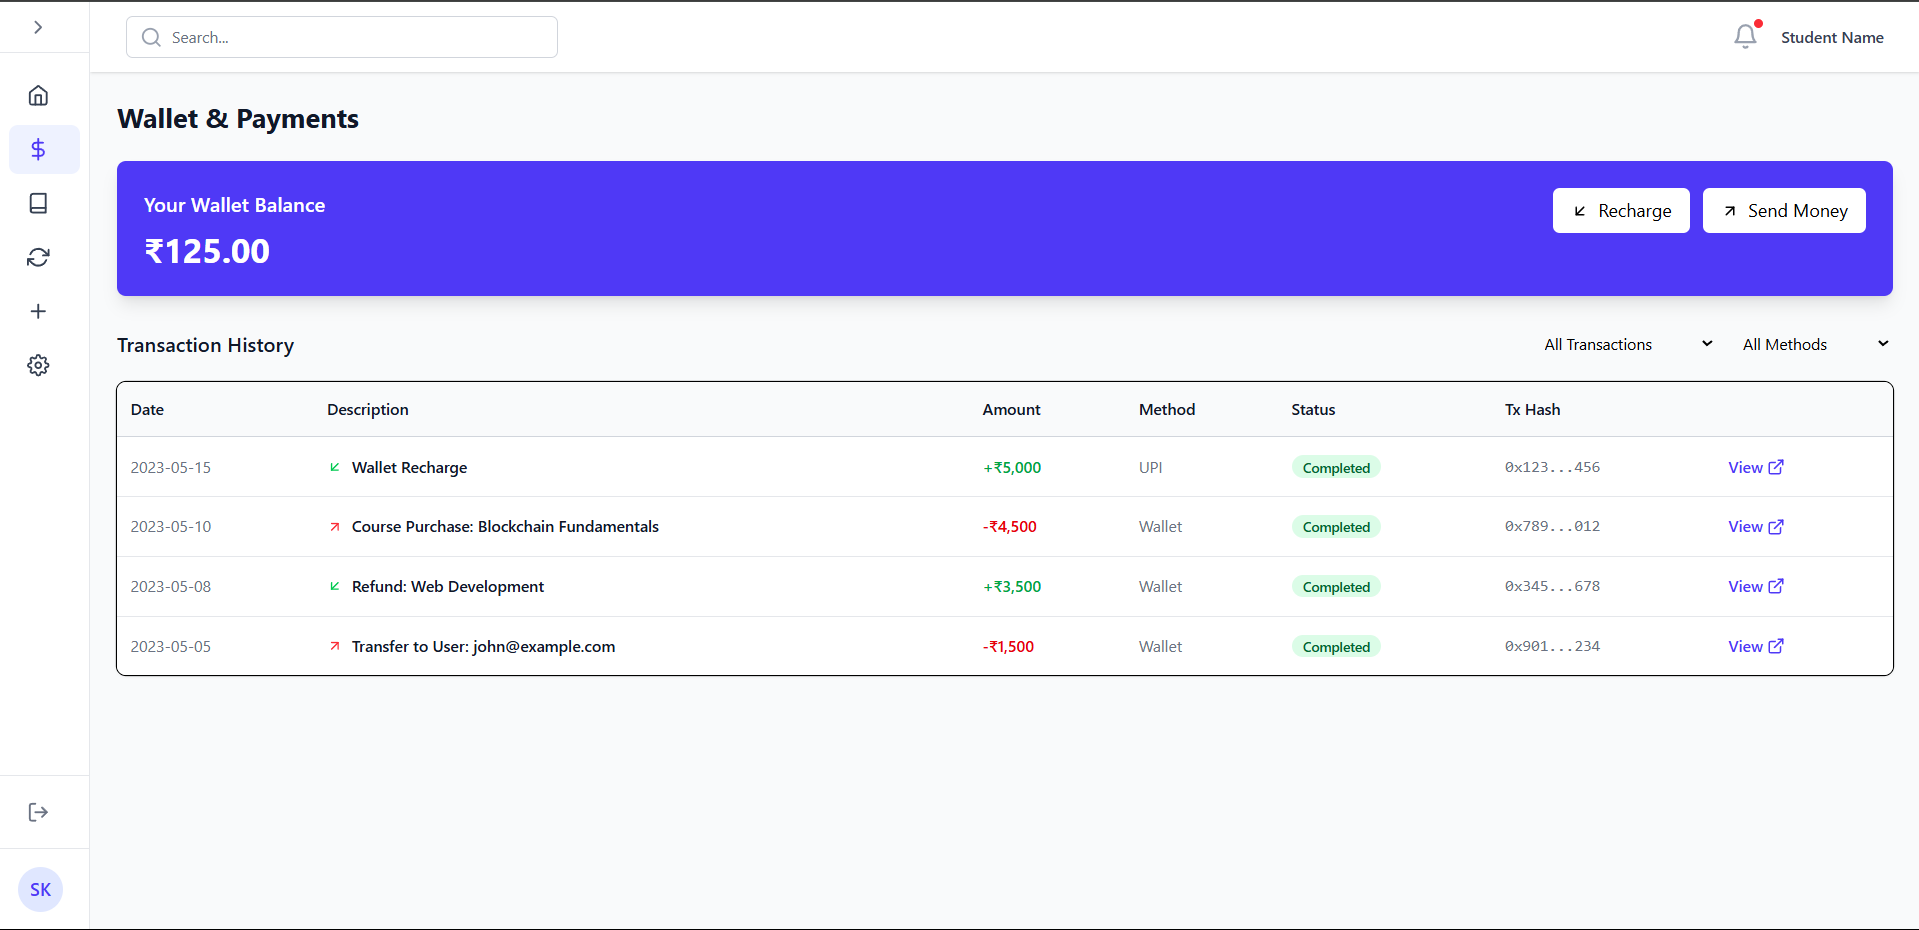 Search...
Student Name
Wallet & Payments
Your Wallet Balance
₹125.00
Recharge
Send Money
Transaction History
All Transactions
All Methods
Date Description Amount Method Status Tx Hash
2023-05-15 Wallet Recharge +₹5,000 UPI Completed 0x123...456 View
2023-05-10 Course Purchase: Blockchain Fundamentals -₹4,500 Wallet Completed 0x789...012 View
2023-05-08 Refund: Web Development +₹3,500 Wallet Completed 0x345...678 View
2023-05-05 Transfer to User: john@example.com -₹1,500 Wallet Completed 0x901...234 View
SK